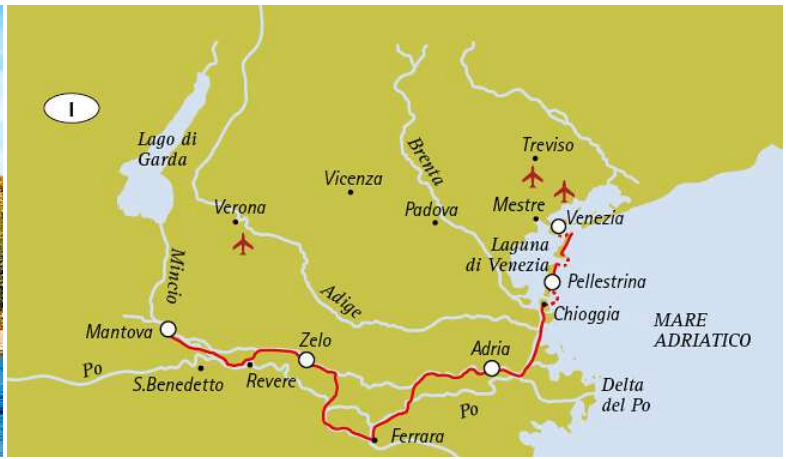 I
Lago di
Garda
Treviso
Brenta
Vicenza
Verona
Padova
Mestre
Venezia
Laguna
di Venezia
Mincio
Pellestrina
Adige
Chioggia
MARE
ADRIATICO
Mantova
Zelo
Adria
Po
S.Benedetto
Revere
Po
Delta
del Po
Ferrara